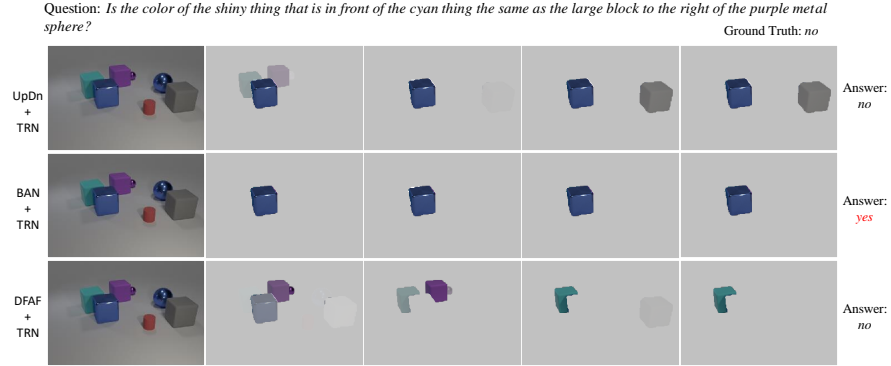 Question: Is the color of the shiny thing that is in front of the cyan thing the same as the large block to the right of the purple metal
sphere?
Ground Truth: no
UpDn
+
TRN
Answer:
no
BAN
+
TRN
Answer:
yes
DFAF
+
TRN
Answer:
no